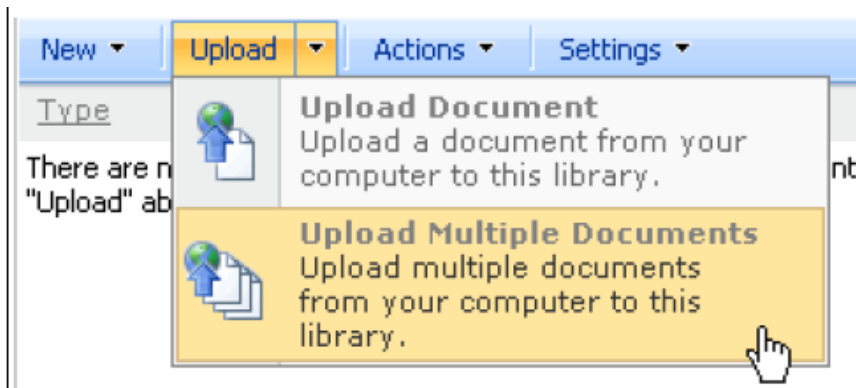 New Upload Actions Settings
Type
Upload Document
Upload a document from your
computer to this library.
There are
"Upload"
Upload Multiple Documents
Upload multiple documents
from your computer to this
library.